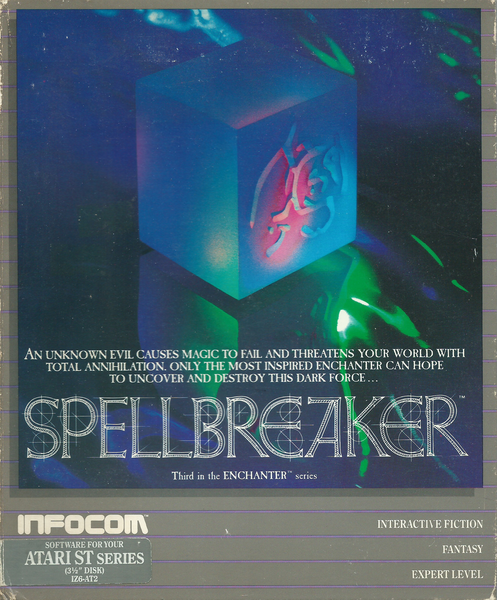 AN UNKNOWN EVIL CAUSES MAGIC TO FAIL AND THREATENS YOUR WORLD WITH
TOTAL ANNIHILATION. ONLY THE MOST INSPIRED ENCHANTER CAN HOPE
TO UNCOVER AND DESTROY THIS DARK FORCE...
SPELLBREAKER™
Third in the ENCHANTER™ series
INFOCOM
INTERACTIVE FICTION
SOFTWARE FOR YOUR
ATARI ST SERIES
(3½" DISK)
IZ6-AT2
FANTASY
EXPERT LEVEL